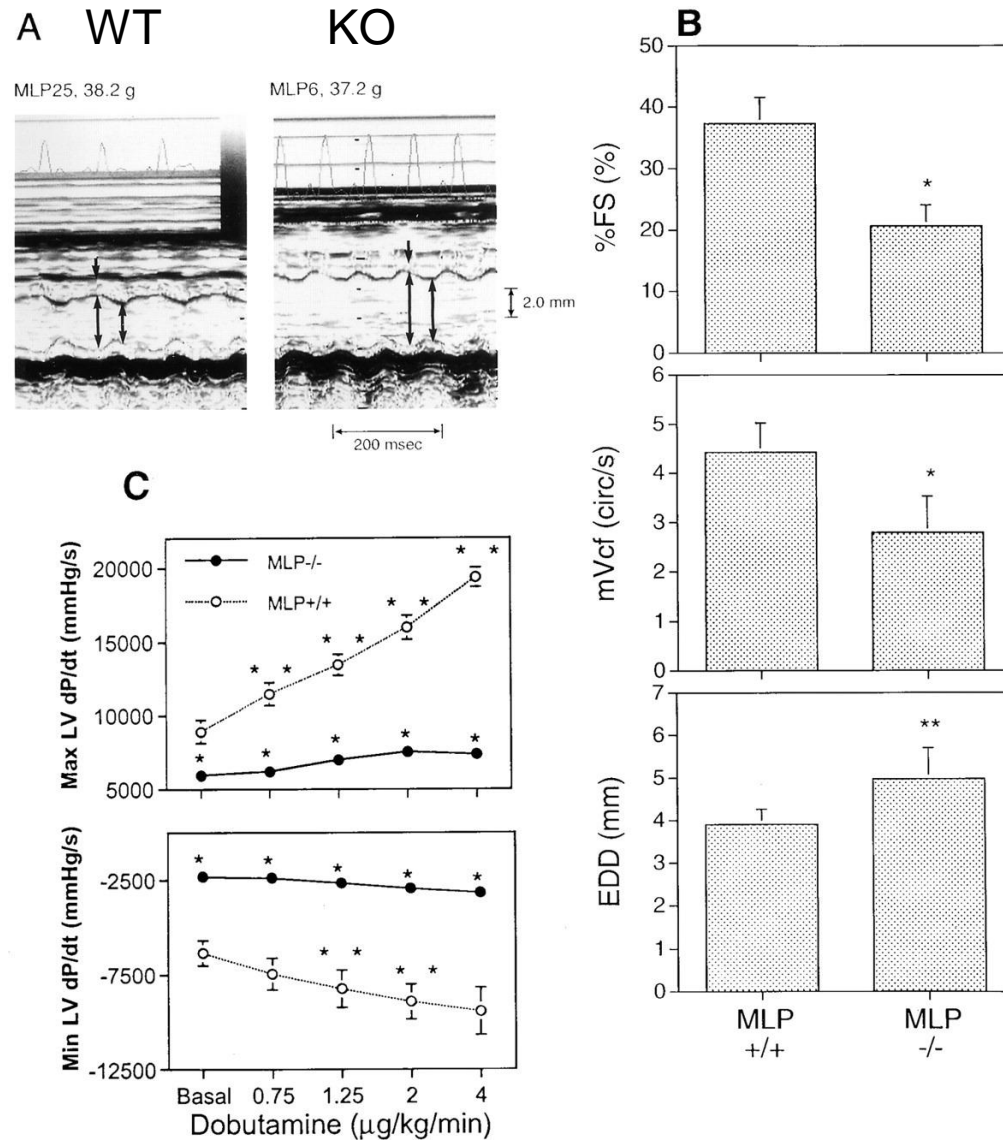 A WT KO
MLP25, 38.2 g
MLP6, 37.2 g
2.0 mm
200 msec
B
50
40
30
20
10
0
%FS (%)
*
6
5
4
3
2
1
0
mVcf (circ/s)
*
7
6
5
4
3
2
1
0
EDD (mm)
**
MLP +/+
MLP -/-
C
MLP-/-
MLP+/+
20000
15000
10000
5000
Max LV dP/dt (mmHg/s)
* *
* *
* *
* *
* * * * *
-2500
-7500
-12500
Min LV dP/dt (mmHg/s)
* * * * *
* * * *
Basal 0.75 1.25 2 4
Dobutamine (μg/kg/min)